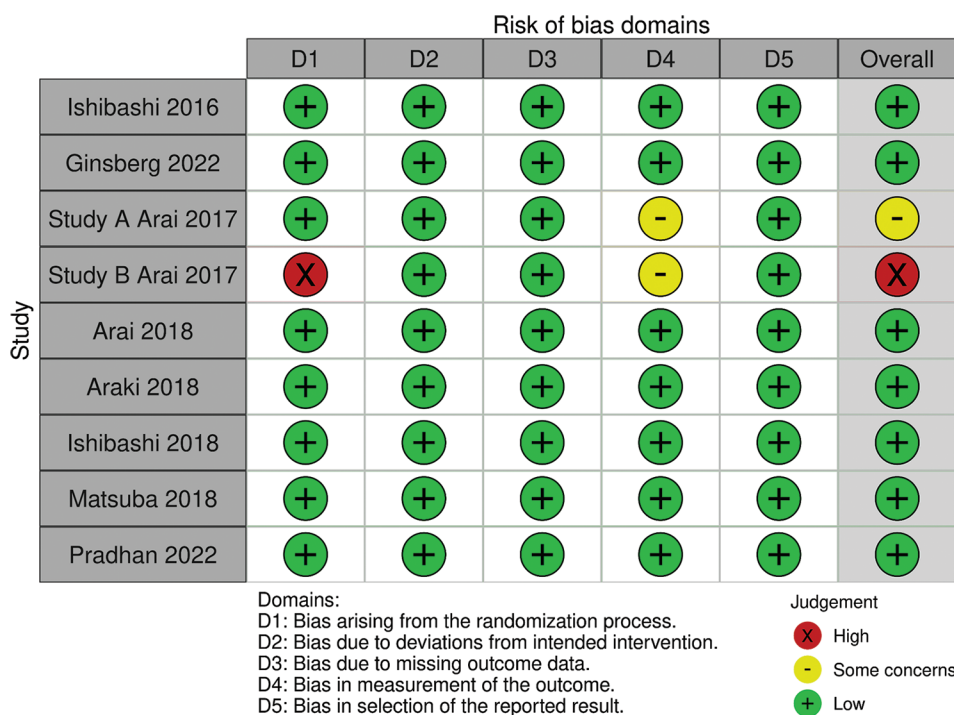 Risk of bias domains
D1 D2 D3 D4 D5 Overall
Study
Ishibashi 2016 + + + + + +
Ginsberg 2022 + + + + + +
Study A Arai 2017 + + + - + -
Study B Arai 2017 X + + - + X
Arai 2018 + + + + + +
Araki 2018 + + + + + +
Ishibashi 2018 + + + + + +
Matsuba 2018 + + + + + +
Pradhan 2022 + + + + + +
Domains:
D1: Bias arising from the randomization process.
D2: Bias due to deviations from intended intervention.
D3: Bias due to missing outcome data.
D4: Bias in measurement of the outcome.
D5: Bias in selection of the reported result.
Judgement
X High
- Some concerns
+ Low